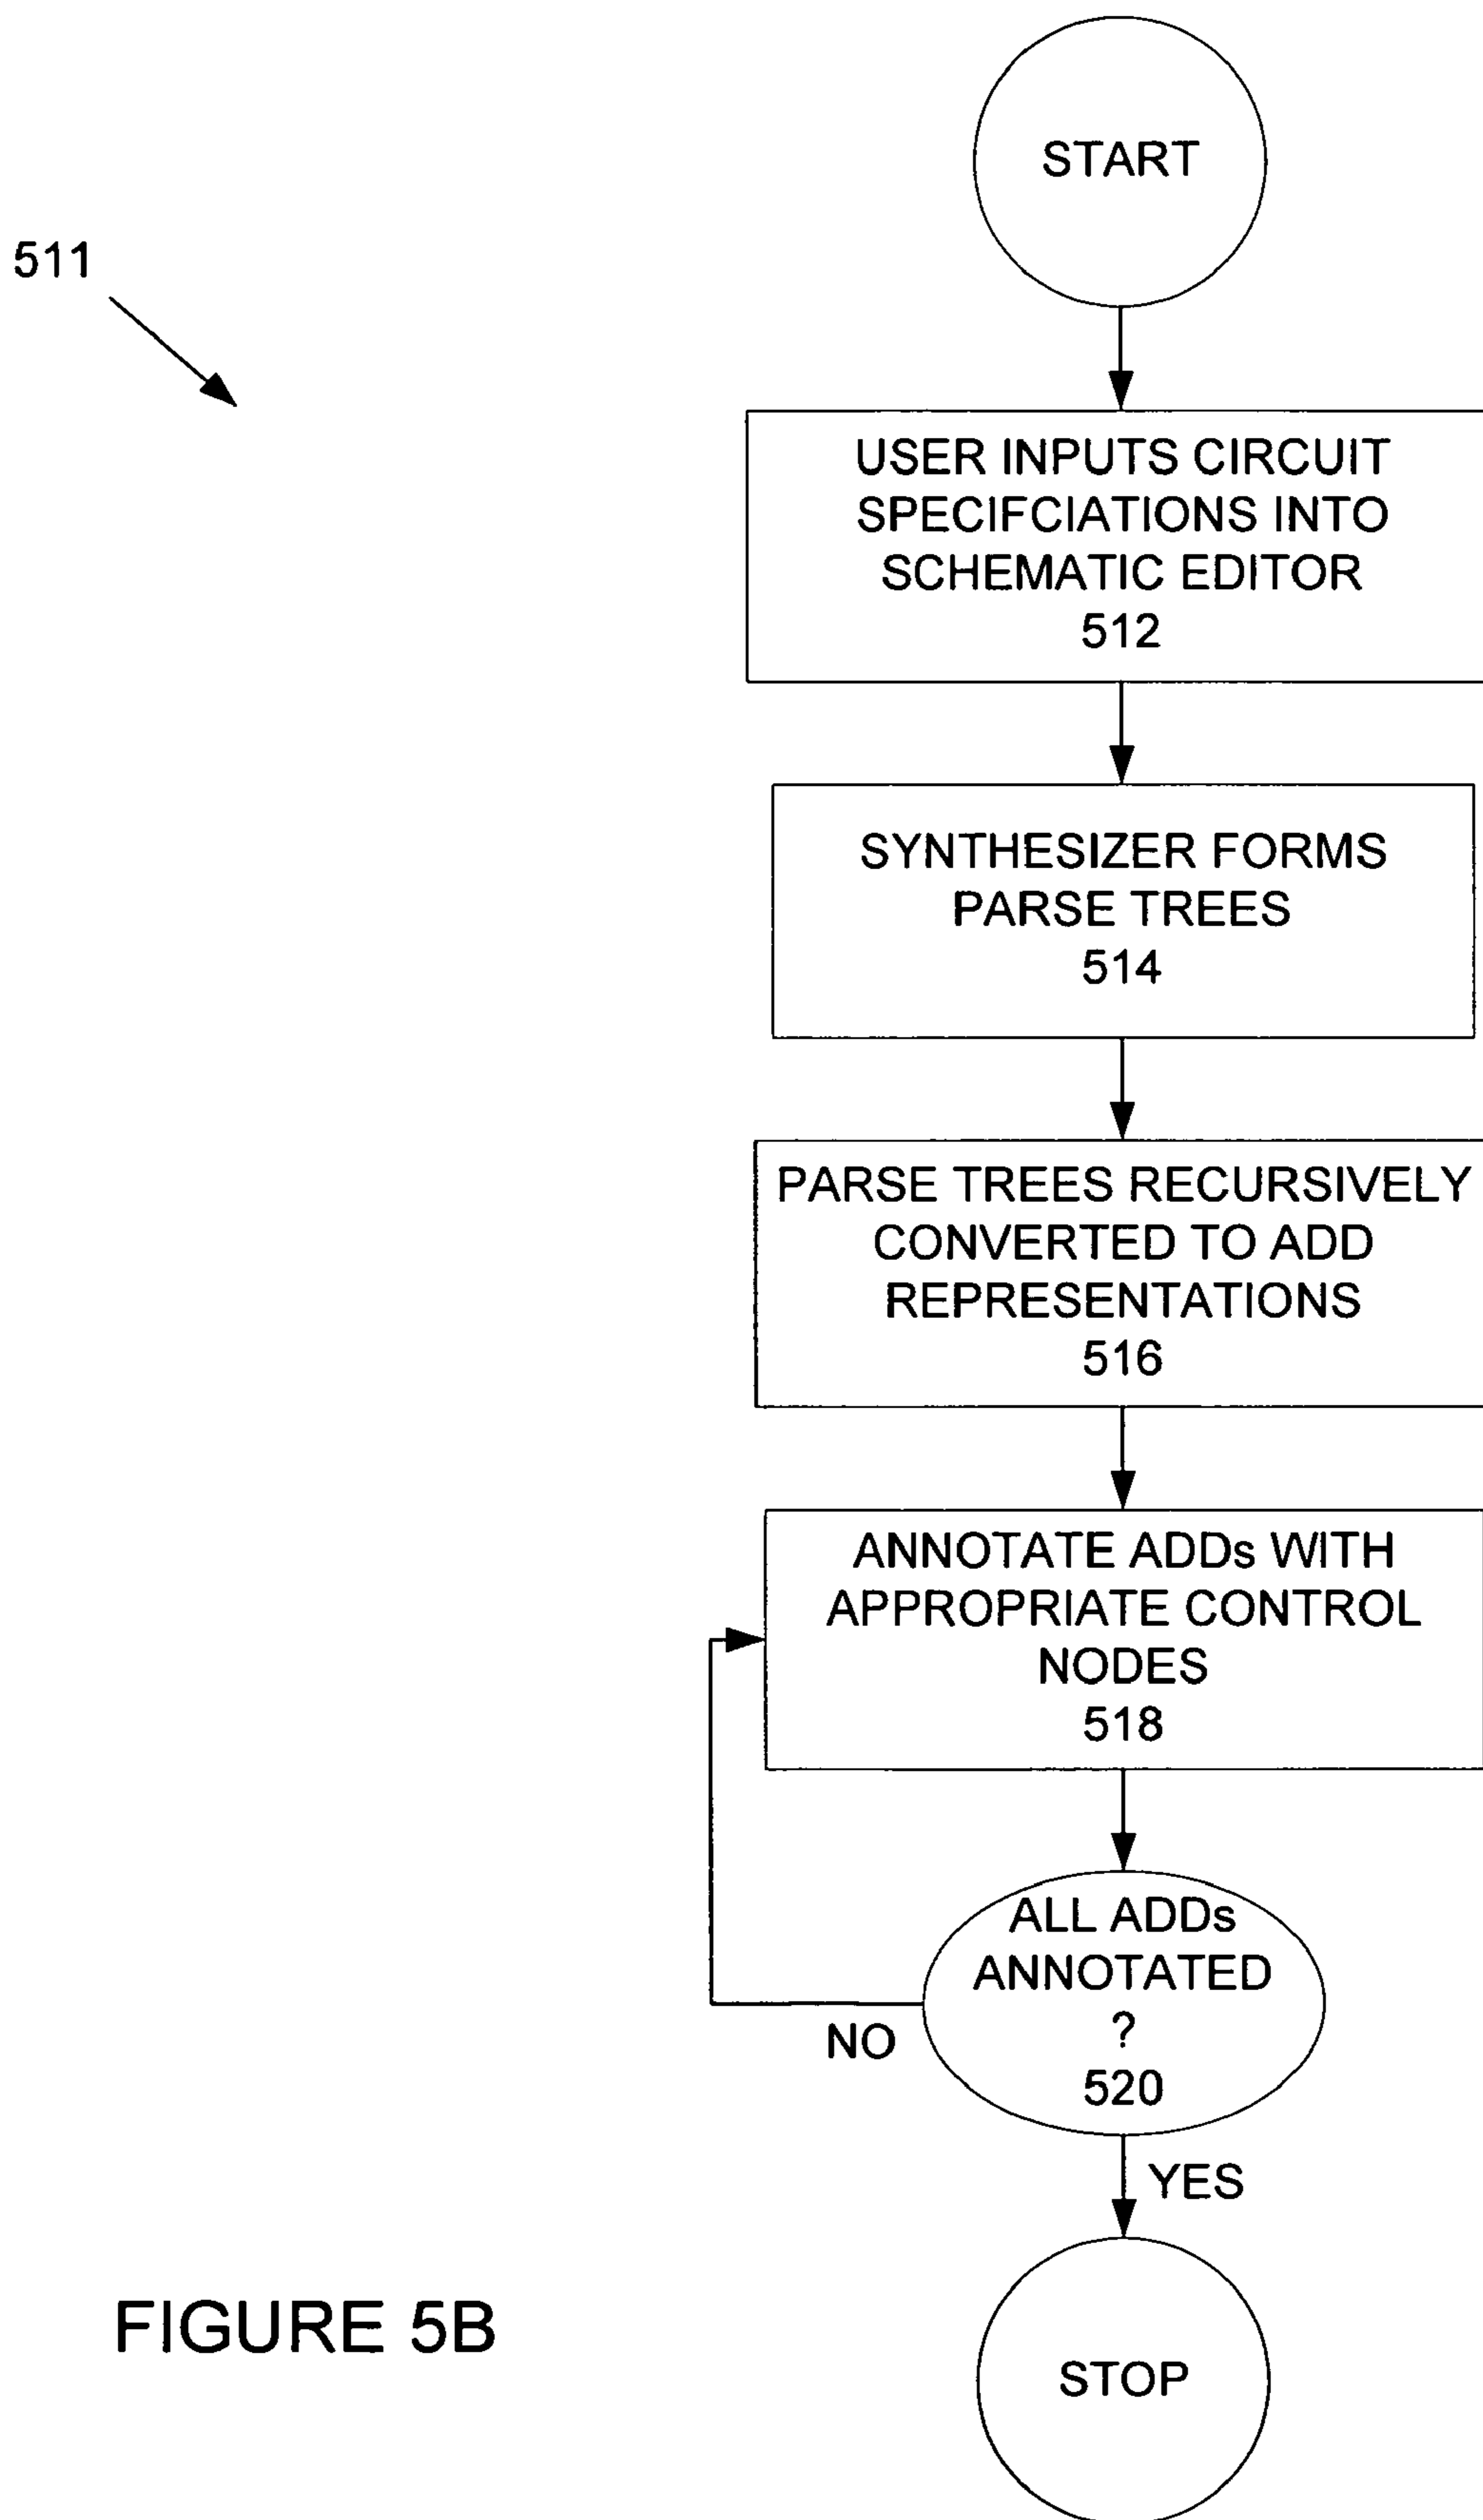 START
511
USER INPUTS CIRCUIT
SPECIFCIATIONS INTO
SCHEMATIC EDITOR
512
SYNTHESIZER FORMS
PARSE TREES
514
PARSE TREES RECURSIVELY
CONVERTED TO ADD
REPRESENTATIONS
516
ANNOTATE ADDs WITH
APPROPRIATE CONTROL
NODES
518
ALL ADDs
ANNOTATED
?
520
NO
YES
STOP
FIGURE 5B